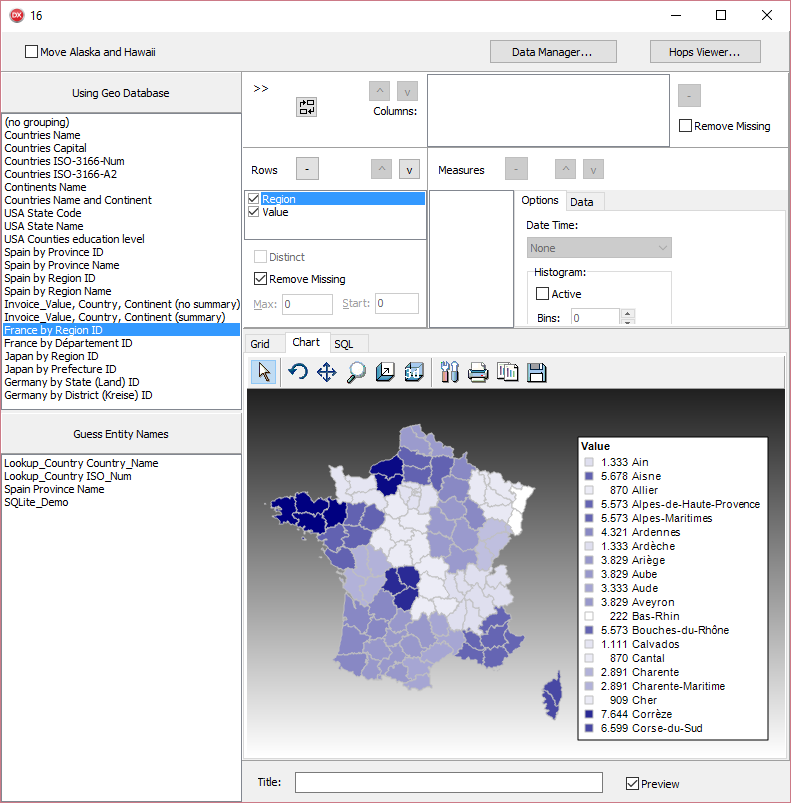 16
Move Alaska and Hawaii
Data Manager...
Hops Viewer...
Using Geo Database
(no grouping)
Countries Name
Countries Capital
Countries ISO-3166-Num
Countries ISO-3166-A2
Continents Name
Countries Name and Continent
USA State Code
USA State Name
USA Counties education level
Spain by Province ID
Spain by Province Name
Spain by Region ID
Spain by Region Name
Invoice_Value, Country, Continent (no summary)
Invoice_Value, Country, Continent (summary)
France by Region ID
France by Département ID
Japan by Region ID
Japan by Prefecture ID
Germany by State (Land) ID
Germany by District (Kreise) ID
Guess Entity Names
Lookup_Country Country_Name
Lookup_Country ISO_Num
Spain Province Name
SQLite_Demo
>>
^
v
Columns:
-
Remove Missing
Rows
-
^
v
Measures
-
^
v
Region
Value
Distinct
Remove Missing
Max: 0
Start: 0
Options
Data
Date Time:
None
Histogram:
Active
Bins: 0
Grid
Chart
SQL
3d
Value
1.333 Ain
5.678 Aisne
870 Allier
5.573 Alpes-de-Haute-Provence
5.573 Alpes-Maritimes
4.321 Ardennes
1.333 Ardèche
3.829 Ariège
3.829 Aube
3.333 Aude
3.829 Aveyron
222 Bas-Rhin
5.573 Bouches-du-Rhône
1.111 Calvados
870 Cantal
2.891 Charente
2.891 Charente-Maritime
909 Cher
7.644 Corrèze
6.599 Corse-du-Sud
Title:
Preview